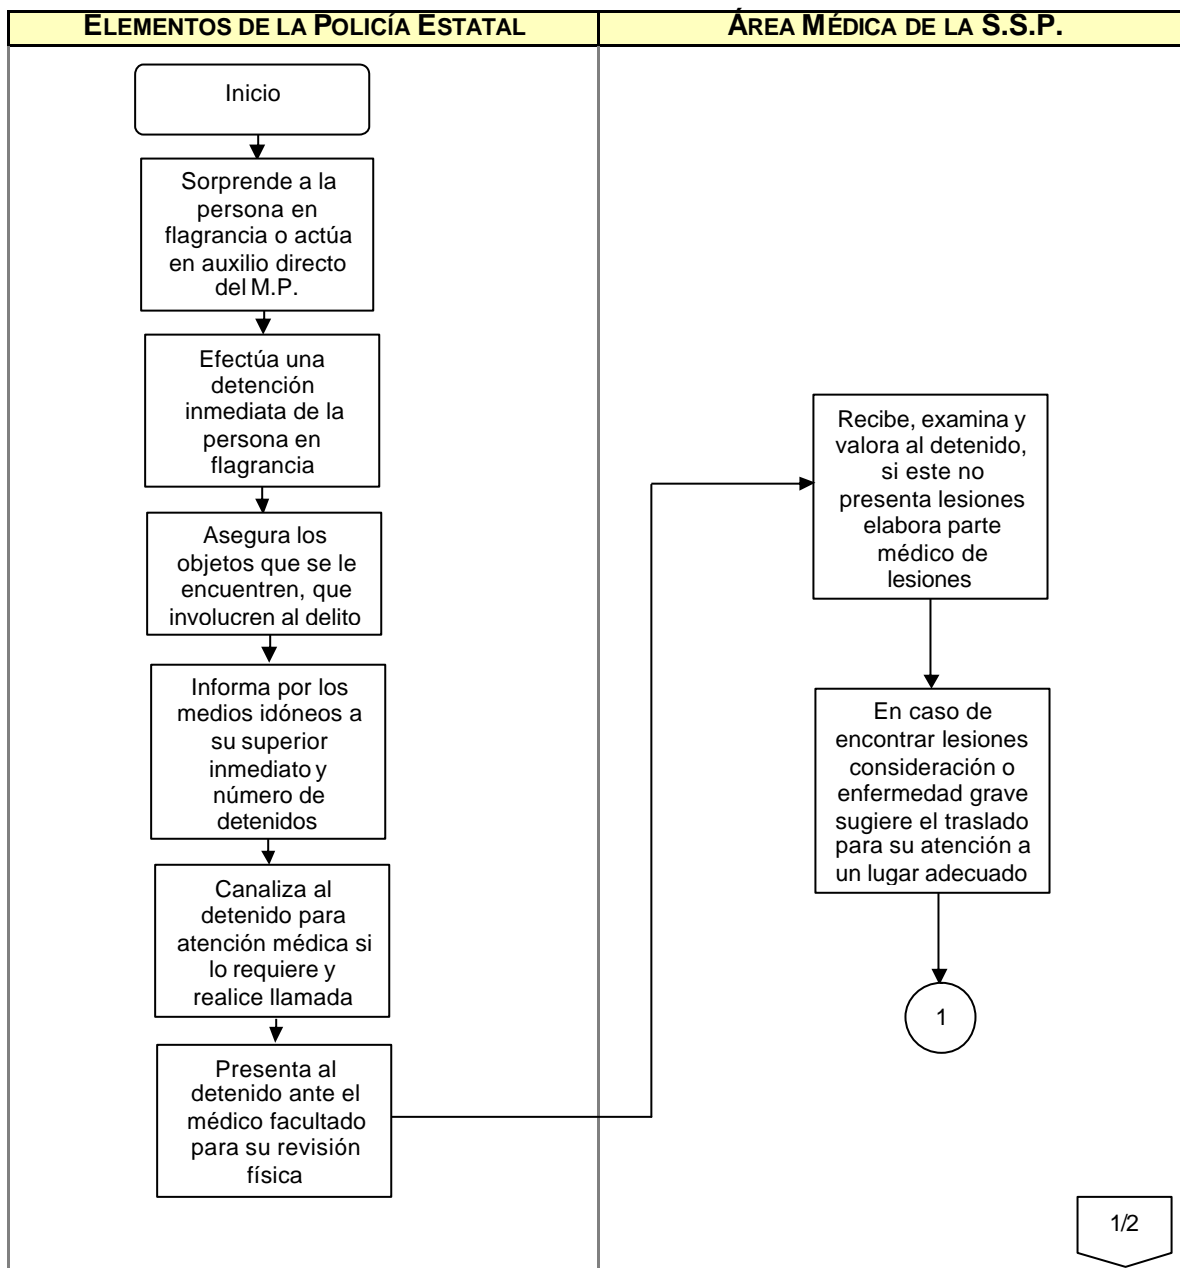 ELEMENTOS DE LA POLICÍA ESTATAL
ÁREA MÉDICA DE LA S.S.P.
Inicio
Sorprende a la
persona en
flagrancia o actúa
en auxilio directo
del M.P.
Efectúa una
detención
inmediata de la
persona en
flagrancia
Asegura los
objetos que se le
encuentren, que
involucren al delito
Informa por los
medios idóneos a
su superior
inmediato y
número de
detenidos
Canaliza al
detenido para
atención médica si
lo requiere y
realice llamada
Presenta al
detenido ante el
médico facultado
para su revisión
física
Recibe, examina y
valora al detenido,
si este no
presenta lesiones
elabora parte
médico de
lesiones
En caso de
encontrar lesiones
consideración o
enfermedad grave
sugiere el traslado
para su atención a
un lugar adecuado
1
1/2